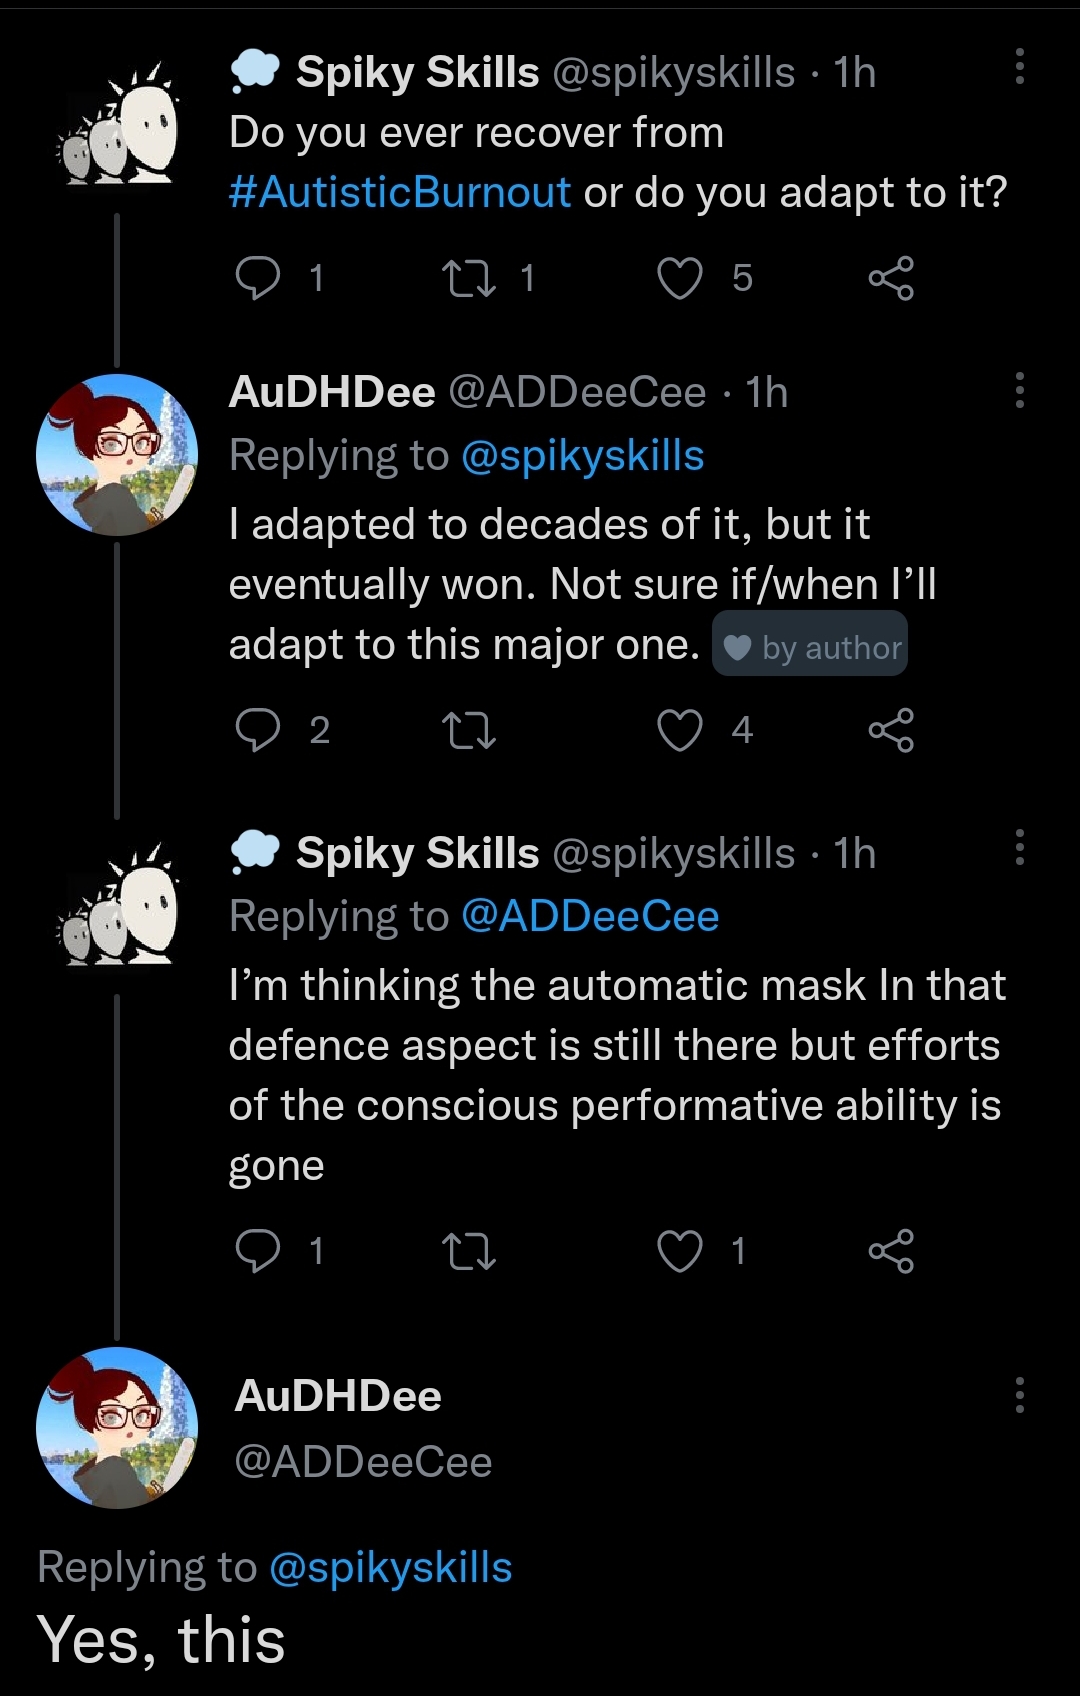 Spiky Skills @spikyskills · 1h
Do you ever recover from
#AutisticBurnout or do you adapt to it?
1 1 5
AuDHDee @ADDeeCee · 1h
Replying to @spikyskills
I adapted to decades of it, but it
eventually won. Not sure if/when I’ll
adapt to this major one. by author
2 4
Spiky Skills @spikyskills · 1h
Replying to @ADDeeCee
I’m thinking the automatic mask In that
defence aspect is still there but efforts
of the conscious performative ability is
gone
1 1
AuDHDee
@ADDeeCee
Replying to @spikyskills
Yes, this